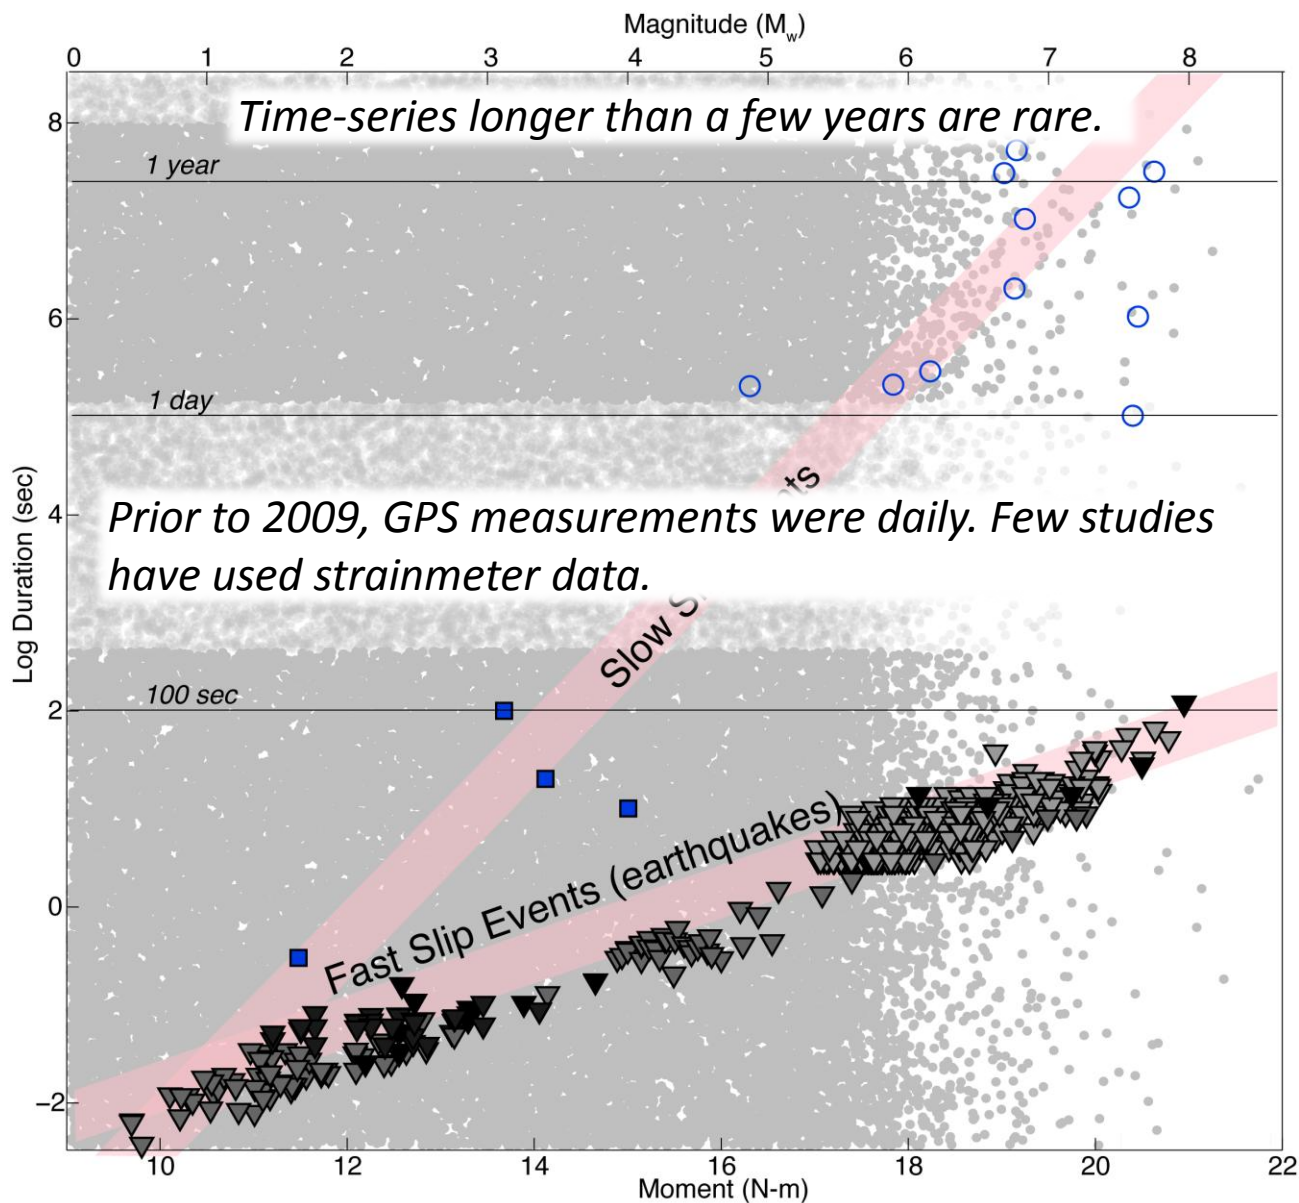 Magnitude (Mw)
0 1 2 3 4 5 6 7 8
Time-series longer than a few years are rare.
8
1 year
6
1 day
Log Duration (sec)
4
Prior to 2009, GPS measurements were daily. Few studies
have used strainmeter data.
Slow
100 sec
2
Fast Slip Events (earthquakes)
0
−2
10 12 14 16 18 20 22
Moment (N-m)